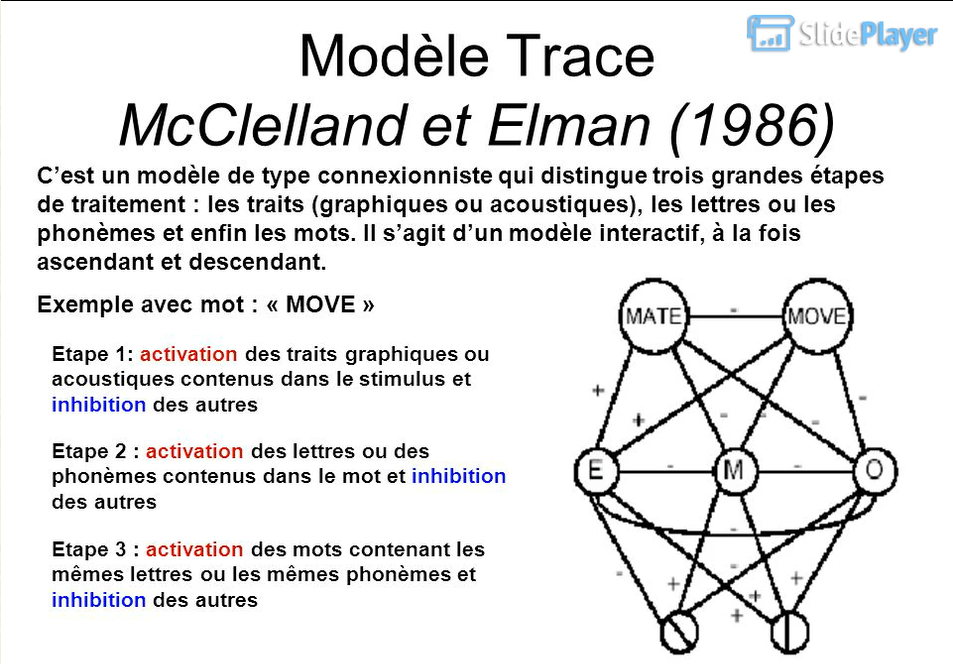 SlidePlayer
Modèle Trace
McClelland et Elman (1986)
C’est un modèle de type connexionniste qui distingue trois grandes étapes
de traitement : les traits (graphiques ou acoustiques), les lettres ou les
phonèmes et enfin les mots. Il s’agit d’un modèle interactif, à la fois
ascendant et descendant.
Exemple avec mot : « MOVE »
Etape 1: activation des traits graphiques ou
acoustiques contenus dans le stimulus et
inhibition des autres
Etape 2 : activation des lettres ou des
phonèmes contenus dans le mot et inhibition
des autres
Etape 3 : activation des mots contenant les
mêmes lettres ou les mêmes phonèmes et
inhibition des autres
MATE - MOVE
+ -
+ - - -
E - M - O
-
- + - + +
+